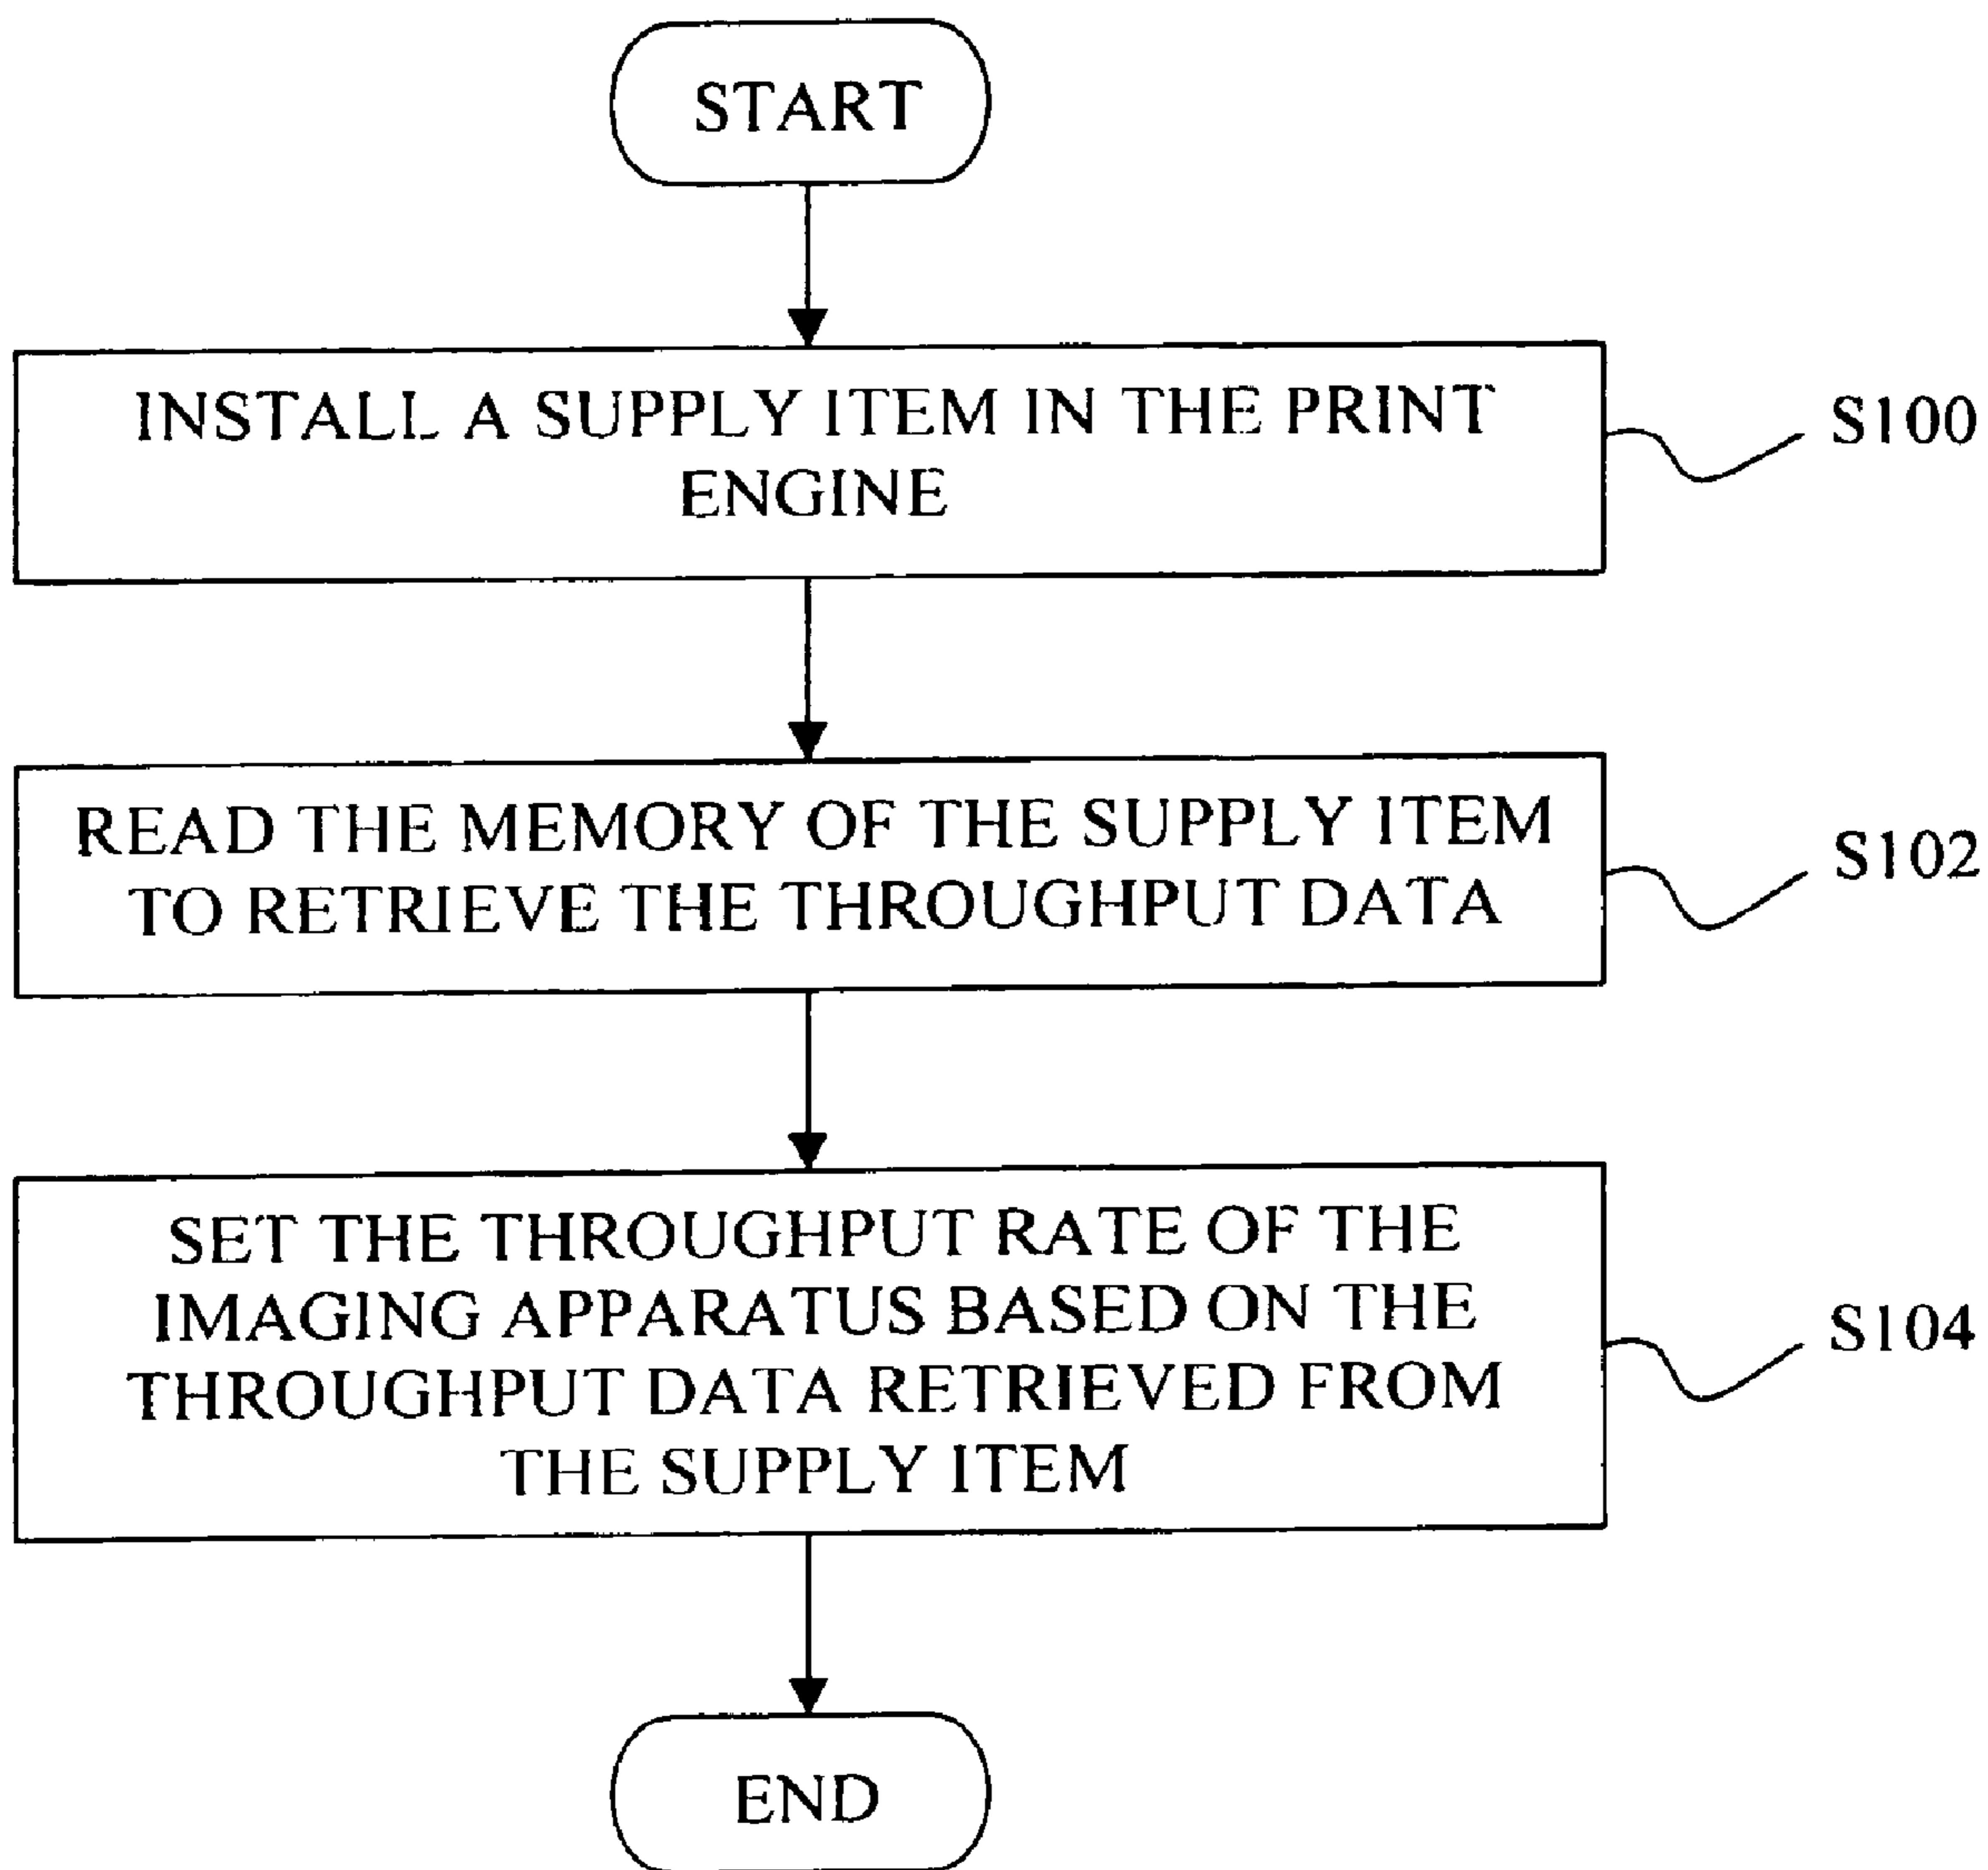 START
INSTALL A SUPPLY ITEM IN THE PRINT
ENGINE
S100
READ THE MEMORY OF THE SUPPLY ITEM
TO RETRIEVE THE THROUGHPUT DATA
S102
SET THE THROUGHPUT RATE OF THE
IMAGING APPARATUS BASED ON THE
THROUGHPUT DATA RETRIEVED FROM
THE SUPPLY ITEM
S104
END